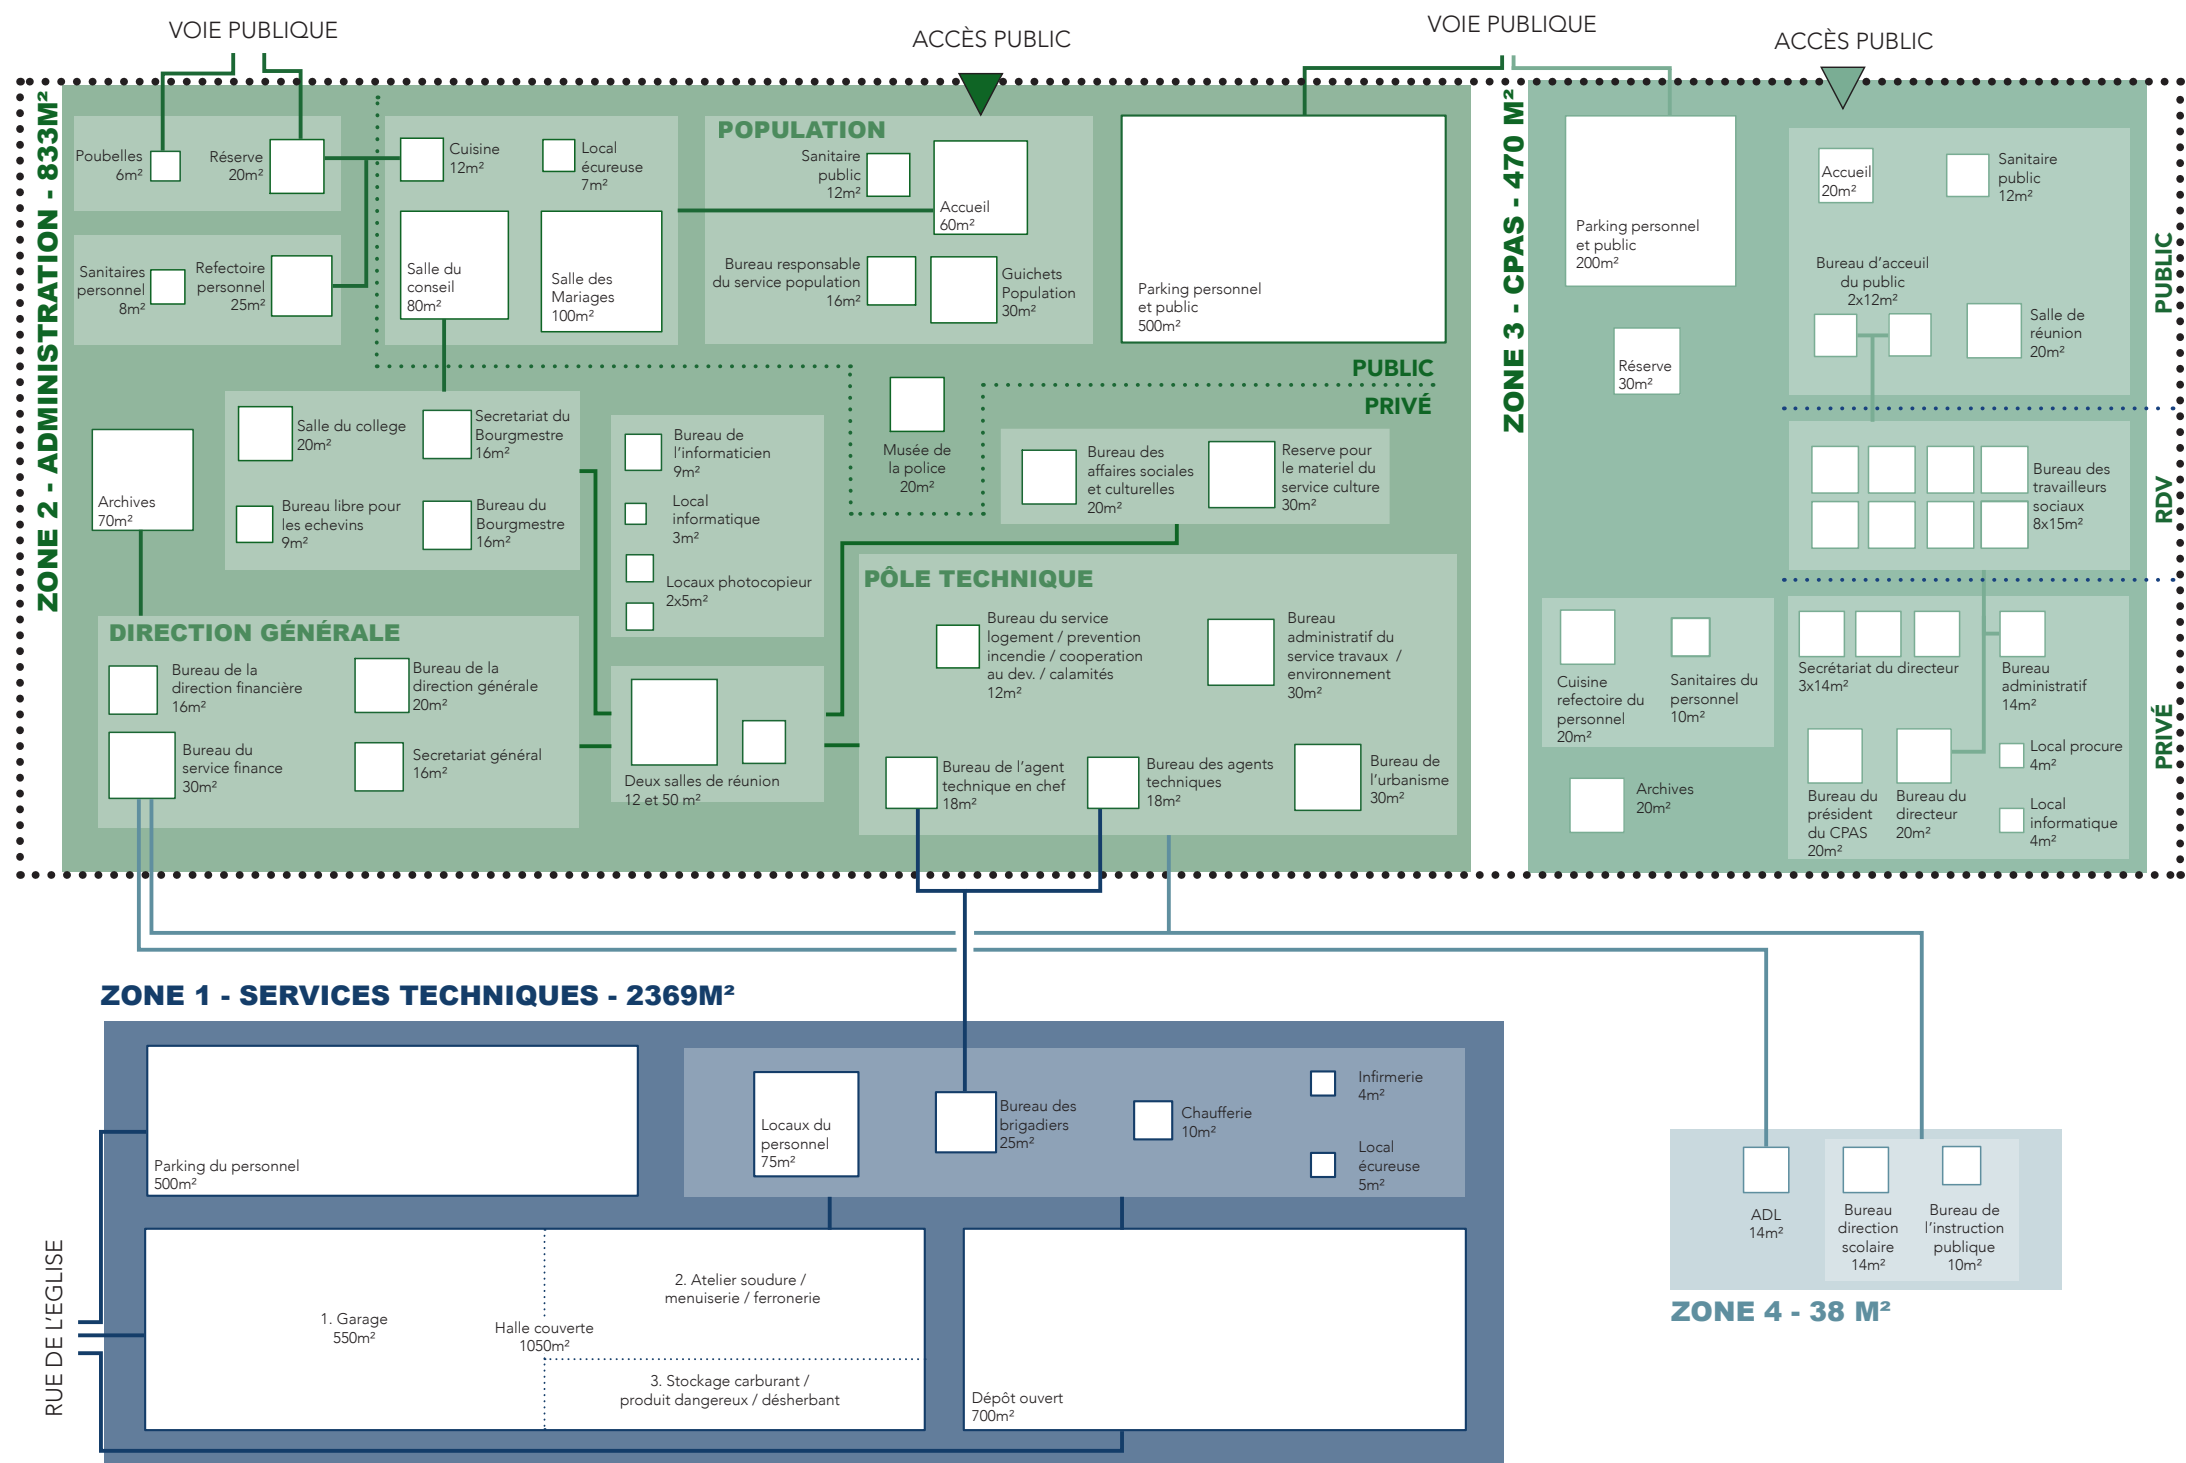 VOIE PUBLIQUE
ACCÈS PUBLIC
VOIE PUBLIQUE
ACCÈS PUBLIC
ZONE 2 - ADMINISTRATION - 833M²
Poubelles
6m²
Réserve
20m²
Cuisine
12m²
Local
écureuse
7m²
Sanitaires
personnel
8m²
Refectoire
personnel
25m²
Salle du
conseil
80m²
Salle des
Mariages
100m²
POPULATION
Sanitaire
public
12m²
Accueil
60m²
Bureau responsable
du service population
16m²
Guichets
Population
30m²
Parking personnel
et public
500m²
PUBLIC
PRIVÉ
Archives
70m²
Salle du college
20m²
Secretariat du
Bourgmestre
16m²
Bureau libre pour
les echevins
9m²
Bureau du
Bourgmestre
16m²
Bureau de
l'informaticien
9m²
Local
informatique
3m²
Locaux photocopieur
2x5m²
Musée de
la police
20m²
Bureau des
affaires sociales
et culturelles
20m²
Reserve pour
le materiel du
service culture
30m²
DIRECTION GÉNÉRALE
Bureau de la
direction financière
16m²
Bureau de la
direction générale
20m²
Bureau du
service finance
30m²
Secretariat général
16m²
Deux salles de réunion
12 et 50 m²
PÔLE TECHNIQUE
Bureau du service
logement / prevention
incendie / cooperation
au dev. / calamités
12m²
Bureau
administratif du
service travaux /
environnement
30m²
Bureau de l'agent
technique en chef
18m²
Bureau des agents
techniques
18m²
Bureau de
l'urbanisme
30m²
ZONE 3 - CPAS - 470 M²
Parking personnel
et public
200m²
Accueil
20m²
Sanitaire
public
12m²
Bureau d'acceuil
du public
2x12m²
Salle de
réunion
20m²
PUBLIC
Réserve
30m²
Bureau des
travailleurs
sociaux
8x15m²
RDV
Cuisine
refectoire du
personnel
20m²
Sanitaires du
personnel
10m²
Archives
20m²
Secrétariat du directeur
3x14m²
Bureau
administratif
14m²
Bureau du
président
du CPAS
20m²
Bureau du
directeur
20m²
Local procure
4m²
Local
informatique
4m²
PRIVÉ
ZONE 1 - SERVICES TECHNIQUES - 2369M²
Parking du personnel
500m²
Locaux du
personnel
75m²
Bureau des
brigadiers
25m²
Chaufferie
10m²
Infirmerie
4m²
Local
écureuse
5m²
RUE DE L'EGLISE
1. Garage
550m²
Halle couverte
1050m²
2. Atelier soudure /
menuiserie / ferronerie
3. Stockage carburant /
produit dangereux / désherbant
Dépôt ouvert
700m²
ADL
14m²
Bureau
direction
scolaire
14m²
Bureau de
l'instruction
publique
10m²
ZONE 4 - 38 M²